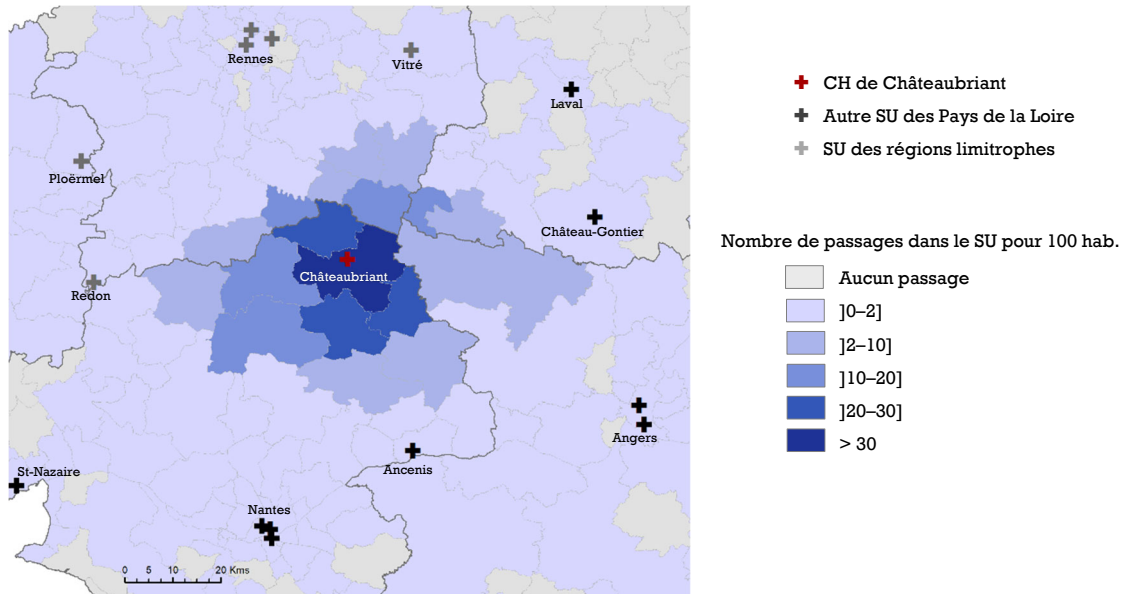 Rennes
Vitré
Laval
Ploërmel
Château-Gontier
Châteaubriant
Redon
Angers
Ancenis
St-Nazaire
Nantes
0 5 10 20 Kms
CH de Châteaubriant
Autre SU des Pays de la Loire
SU des régions limitrophes
Nombre de passages dans le SU pour 100 hab.
Aucun passage
]0–2]
]2–10]
]10–20]
]20–30]
> 30